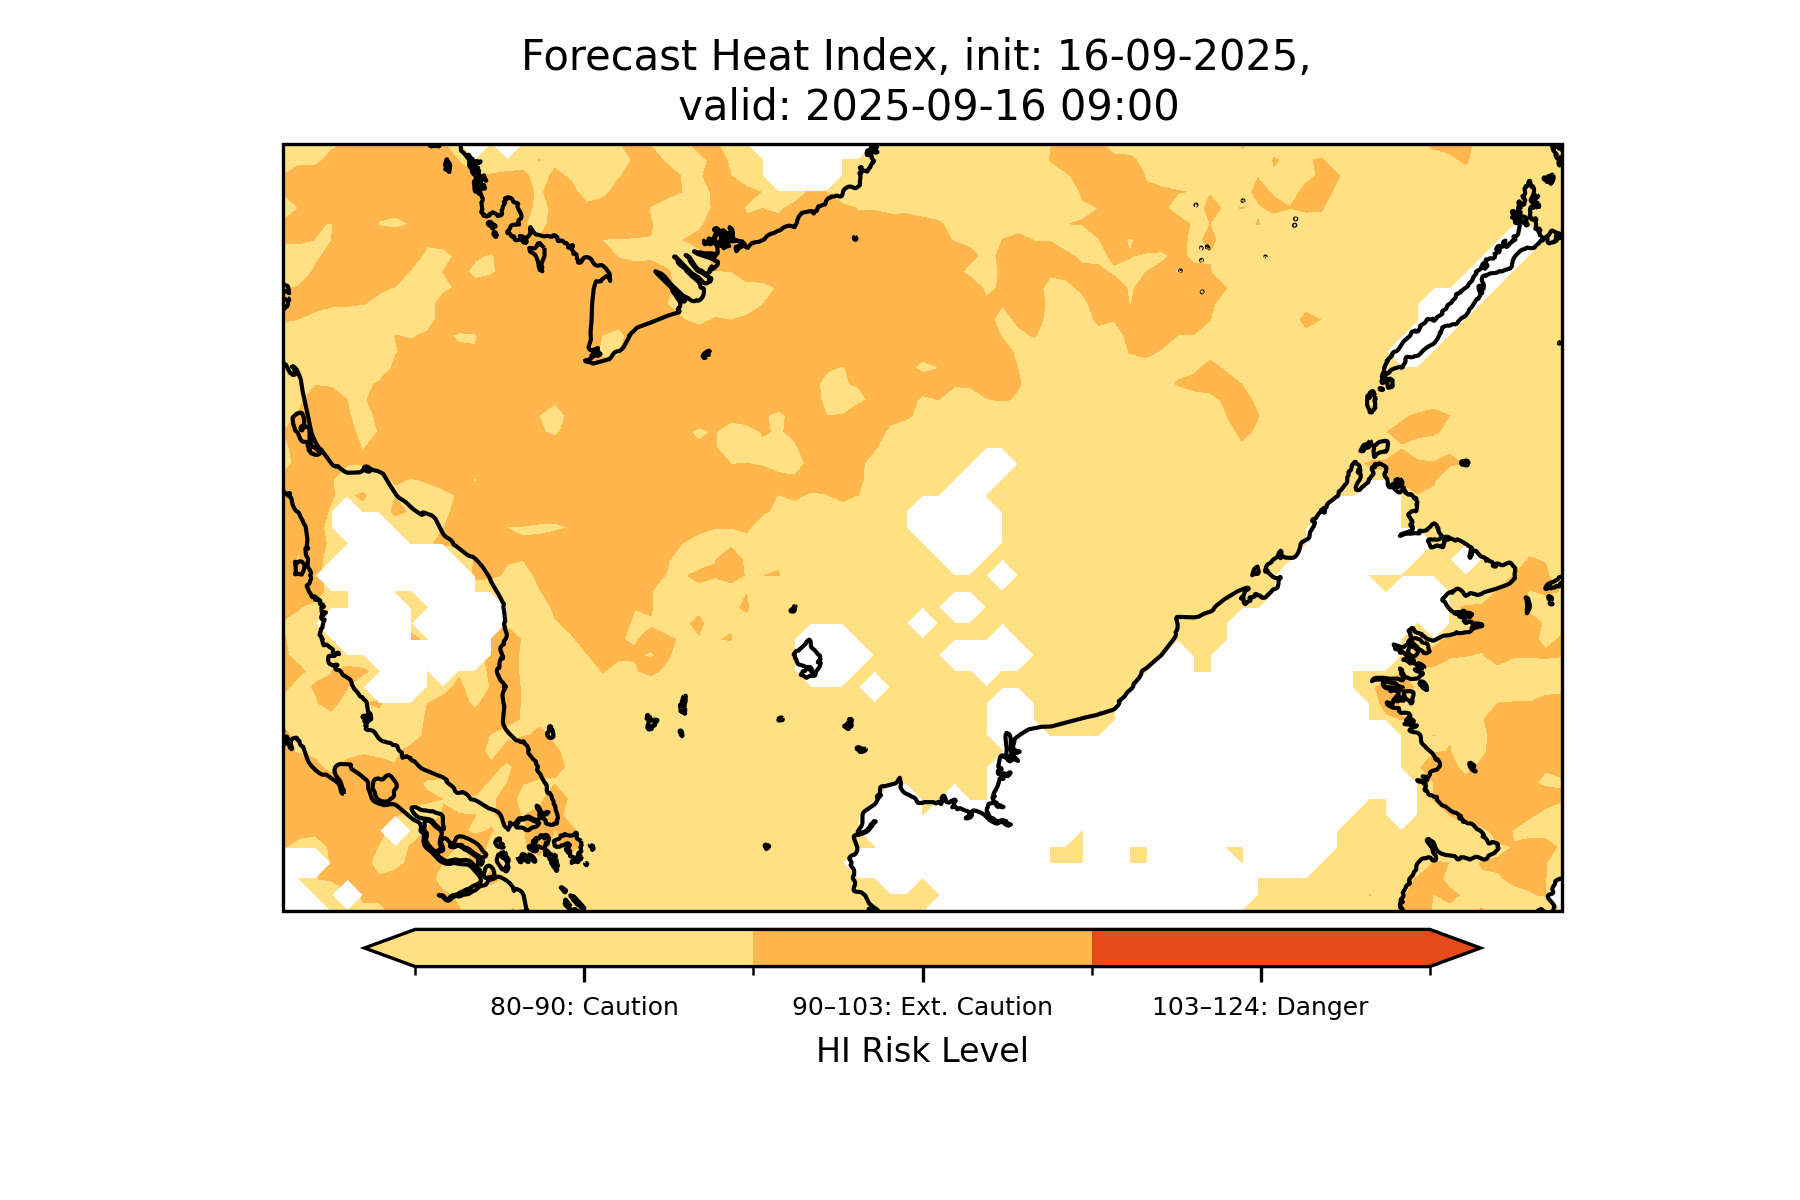 Forecast Heat Index, init: 16-09-2025,
valid: 2025-09-16 09:00
80–90: Caution
90–103: Ext. Caution
103–124: Danger
HI Risk Level